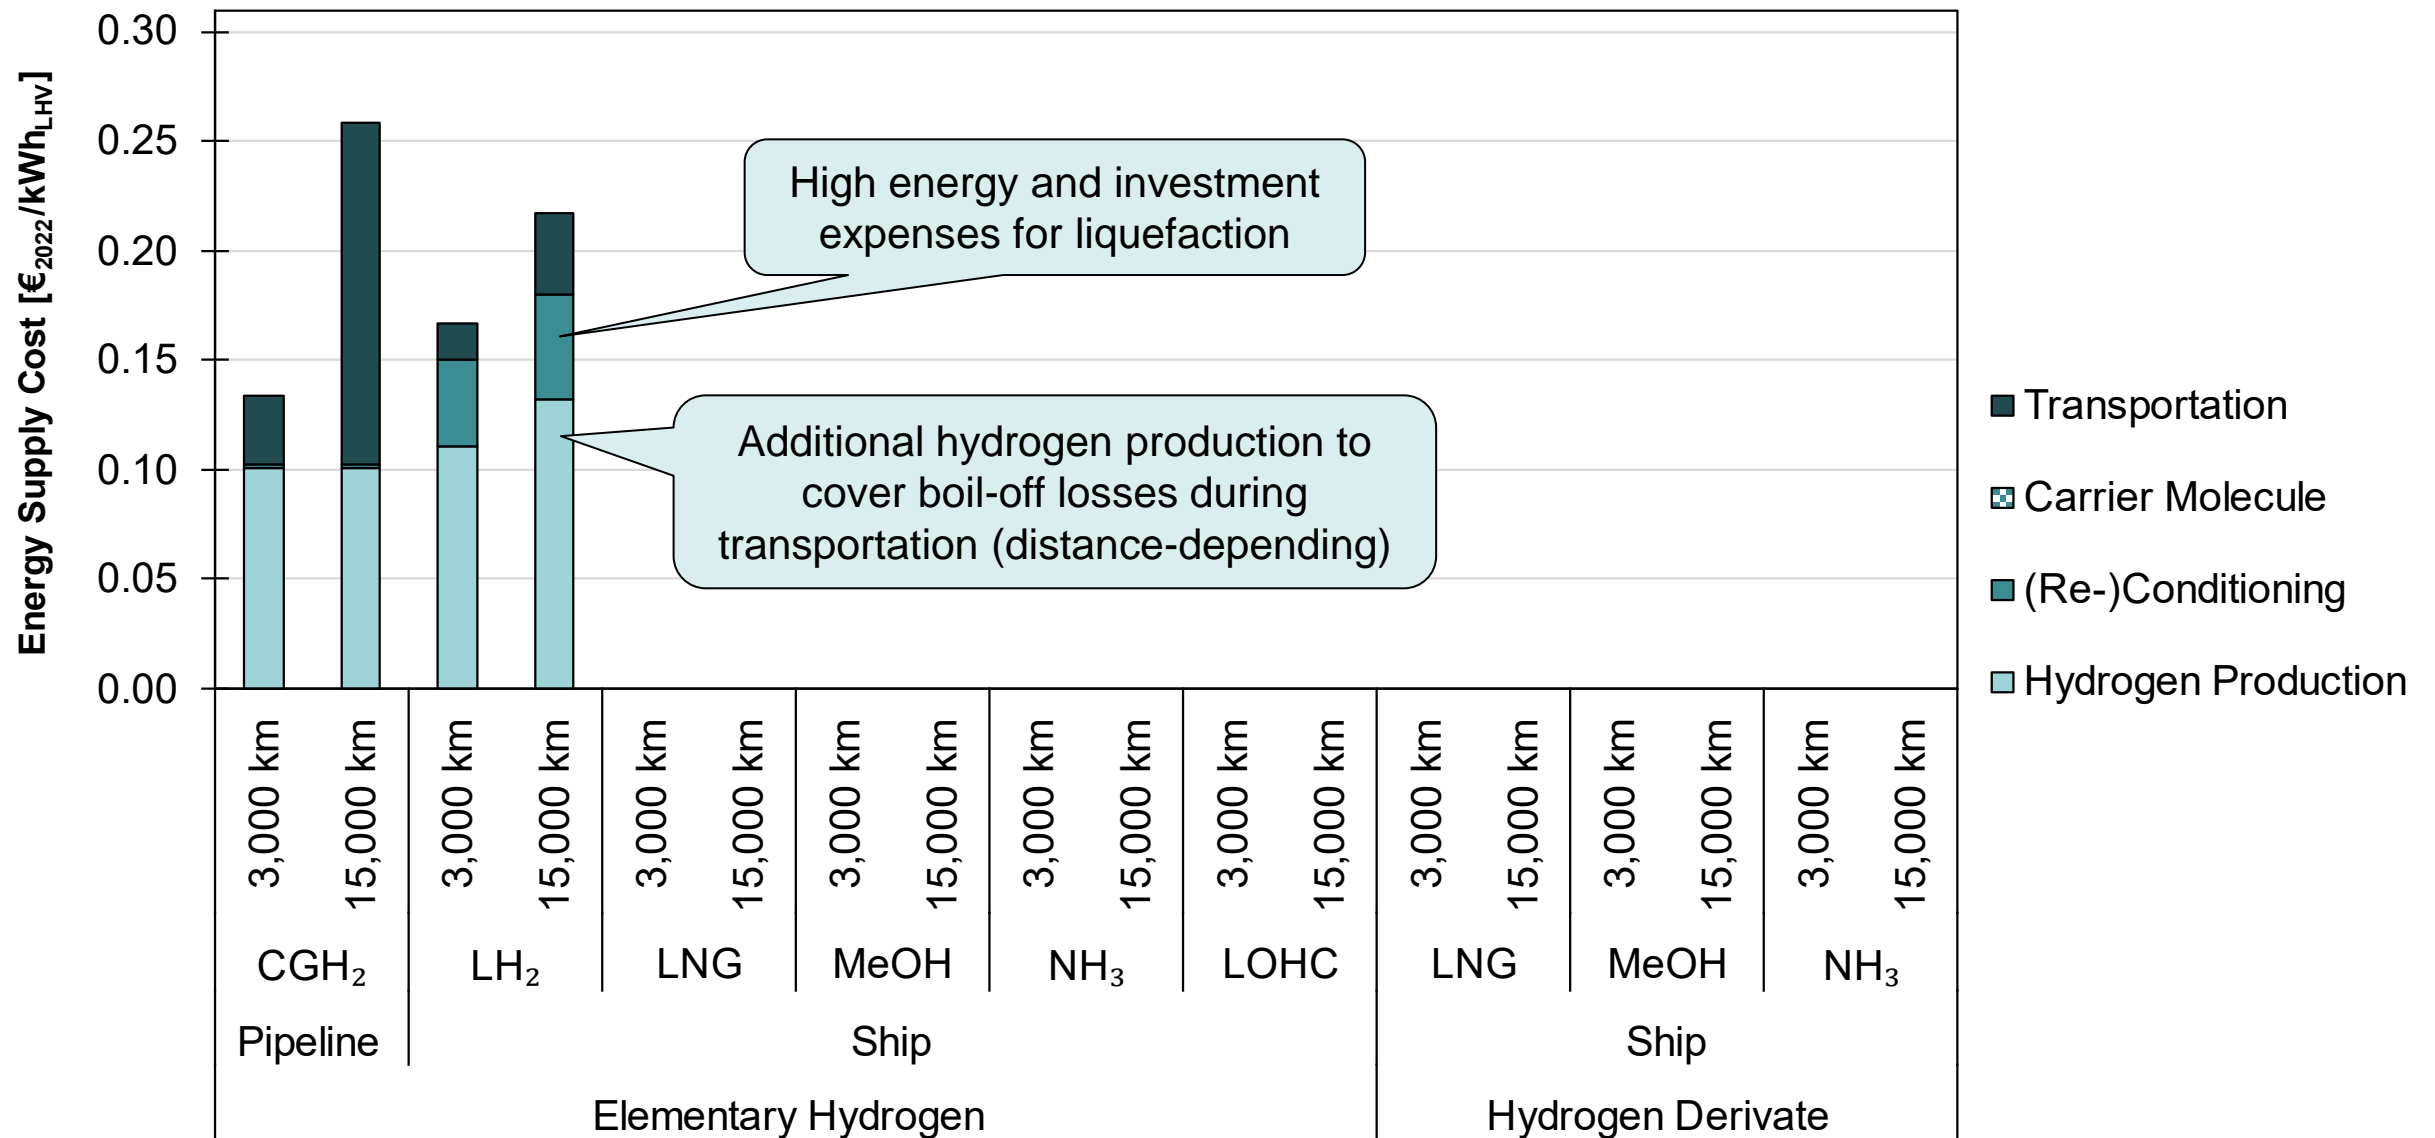 Energy Supply Cost [€2022/kWhLHV]
0.30
0.25
0.20
0.15
0.10
0.05
0.00
High energy and investment
expenses for liquefaction
Additional hydrogen production to
cover boil-off losses during
transportation (distance-depending)
Transportation
Carrier Molecule
(Re-)Conditioning
Hydrogen Production
3,000 km
15,000 km
3,000 km
15,000 km
3,000 km
15,000 km
3,000 km
15,000 km
3,000 km
15,000 km
3,000 km
15,000 km
3,000 km
15,000 km
3,000 km
15,000 km
3,000 km
15,000 km
CGH₂ LH₂ LNG MeOH NH₃ LOHC LNG MeOH NH₃
Pipeline Ship Ship
Elementary Hydrogen Hydrogen Derivate